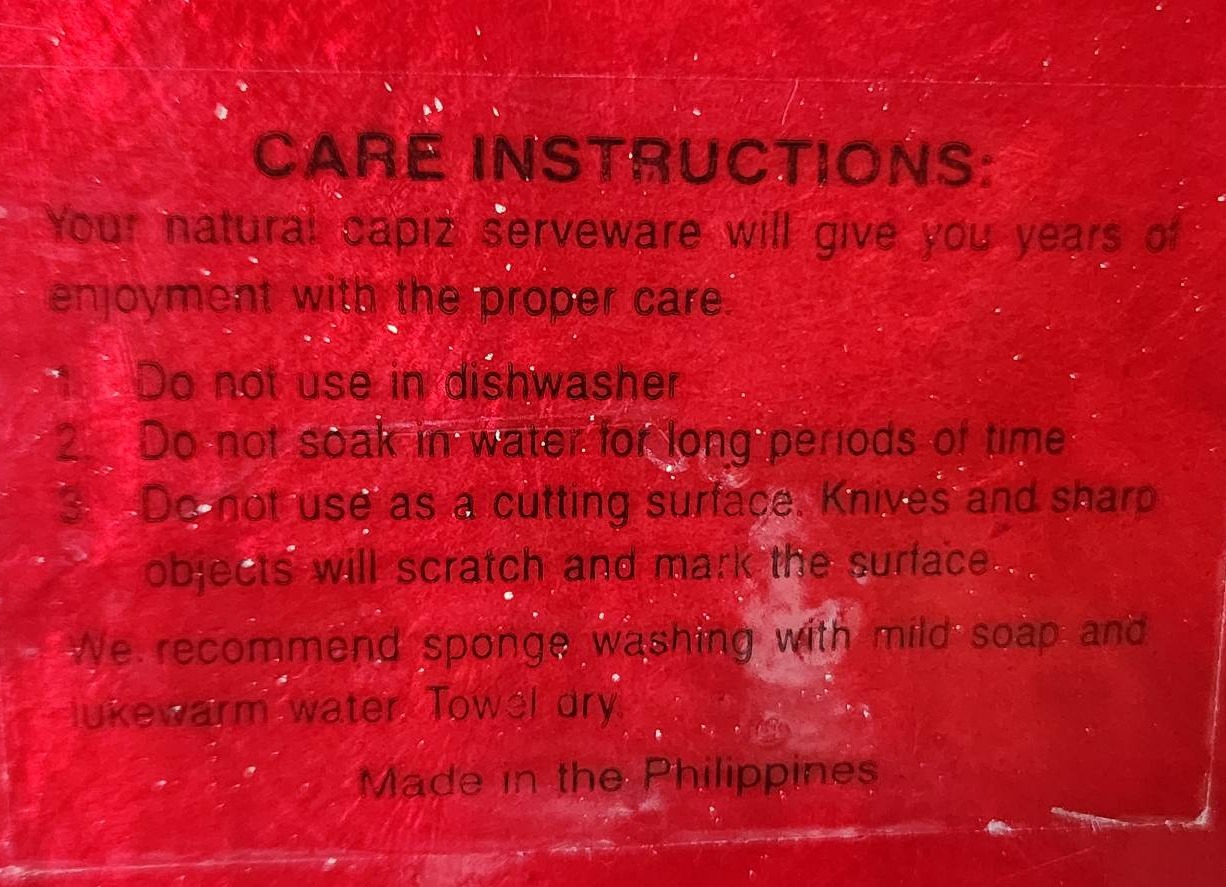 CARE INSTRUCTIONS:
Your natural capiz serveware will give you years of
enjoyment with the proper care.
1. Do not use in dishwasher
2. Do not soak in water for long periods of time
3. Do not use as a cutting surface. Knives and sharp
objects will scratch and mark the surface.
We recommend sponge washing with mild soap and
lukewarm water. Towel dry.
Made in the Philippines